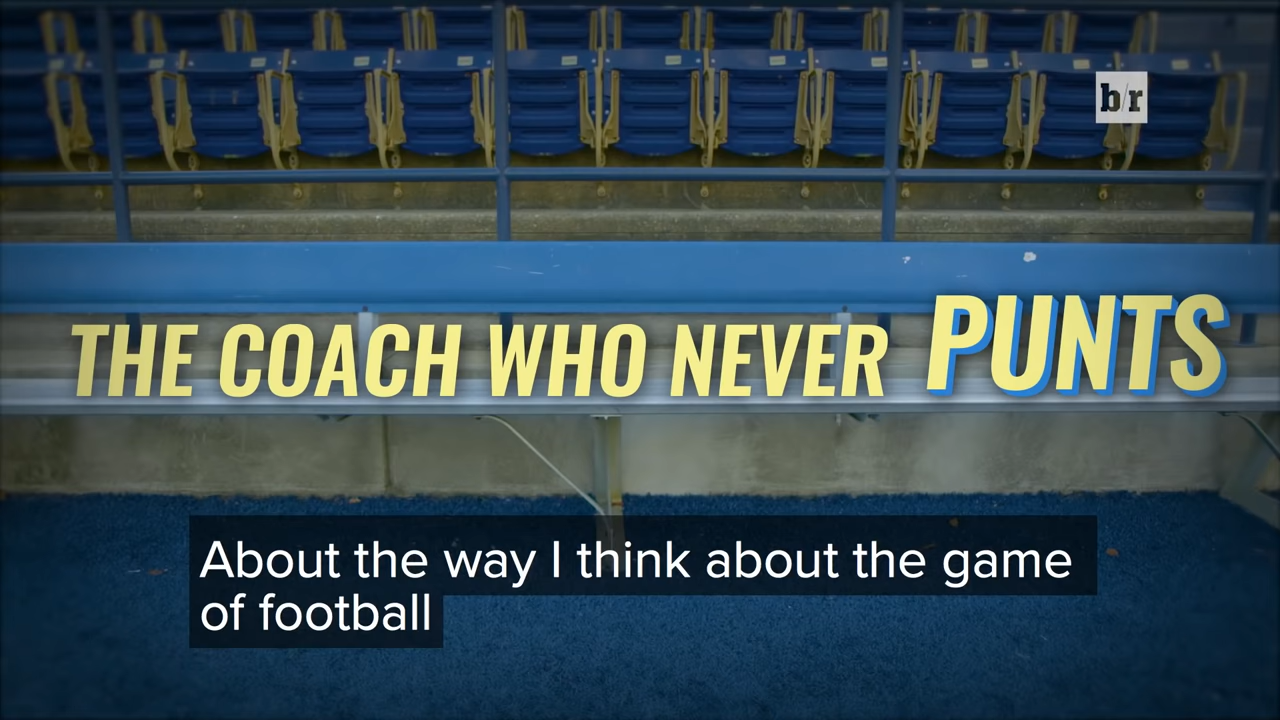 b/r
THE COACH WHO NEVER PUNTS
About the way I think about the game
of football